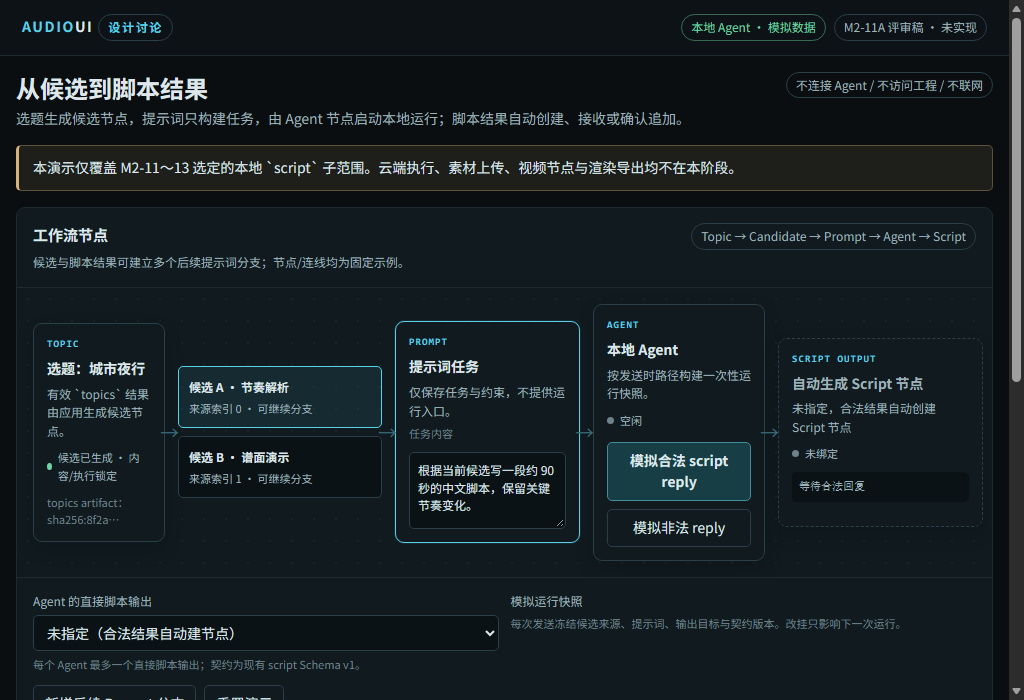 AUDIOUI 设计讨论
本地 Agent · 模拟数据
M2-11A 评审稿 · 未实现
从候选到脚本结果
不连接 Agent / 不访问工程 / 不联网
选题生成候选节点，提示词只构建任务，由 Agent 节点启动本地运行；脚本结果自动创建、接收或确认追加。
本演示仅覆盖 M2-11～13 选定的本地 `script` 子范围。云端执行、素材上传、视频节点与渲染导出均不在本阶段。
工作流节点
Topic → Candidate → Prompt → Agent → Script
候选与脚本结果可建立多个后续提示词分支；节点/连线均为固定示例。
TOPIC
选题：城市夜行
有效 `topics` 结果
由应用生成候选节
点。
候选已生成 · 内
容/执行锁定
topics artifact:
sha256:8f2a…
候选 A · 节奏解析
来源索引 0 · 可继续分支
候选 B · 谱面演示
来源索引 1 · 可继续分支
PROMPT
提示词任务
仅保存任务与约束，不提供运
行入口。
任务内容
根据当前候选写一段约 90
秒的中文脚本，保留关键
节奏变化。
AGENT
本地 Agent
按发送时路径构建一次性运
行快照。
空闲
模拟合法 script
reply
模拟非法 reply
SCRIPT OUTPUT
自动生成 Script 节点
未指定，合法结果自动创建
Script 节点
未绑定
等待合法回复
Agent 的直接脚本输出
未指定（合法结果自动建节点）
每个 Agent 最多一个直接脚本输出；契约为现有 script Schema v1。
模拟运行快照
每次发送冻结候选来源、提示词、输出目标与契约版本。改挂只影响下一次运行。
新增后续 Prompt 分支
重置演示